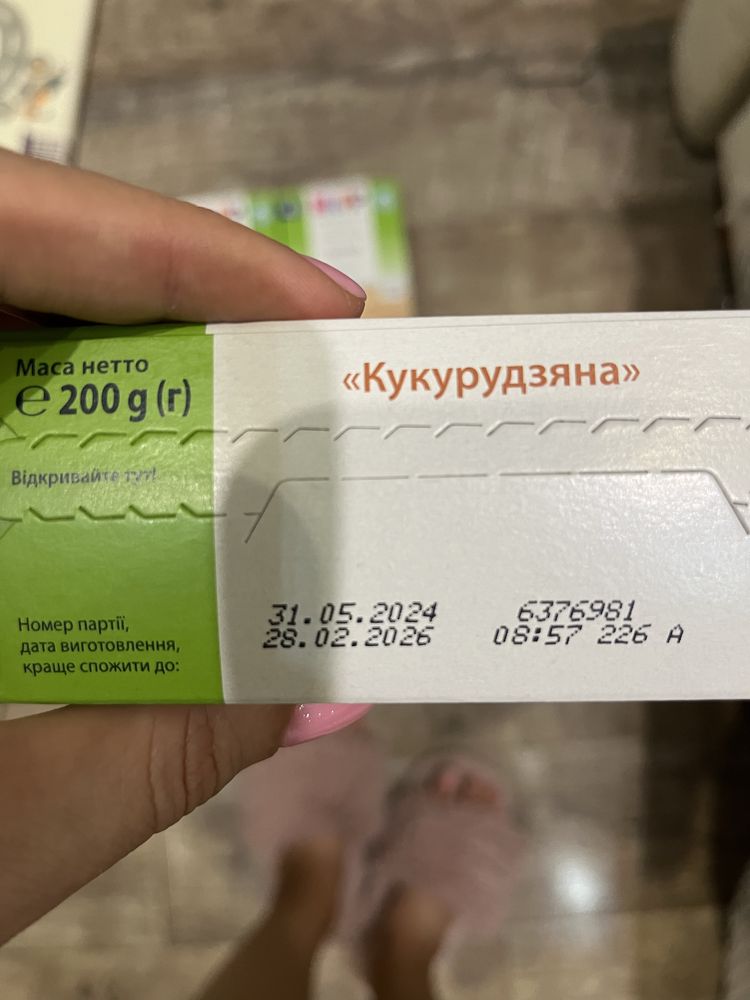 Маса нетто
℮ 200 g (г)
«Кукурудзяна»
Відкривайте тут!
Номер партії,
дата виготовлення,
краще спожити до:
31.05.2024 6376981
28.02.2026 08:57 226 A